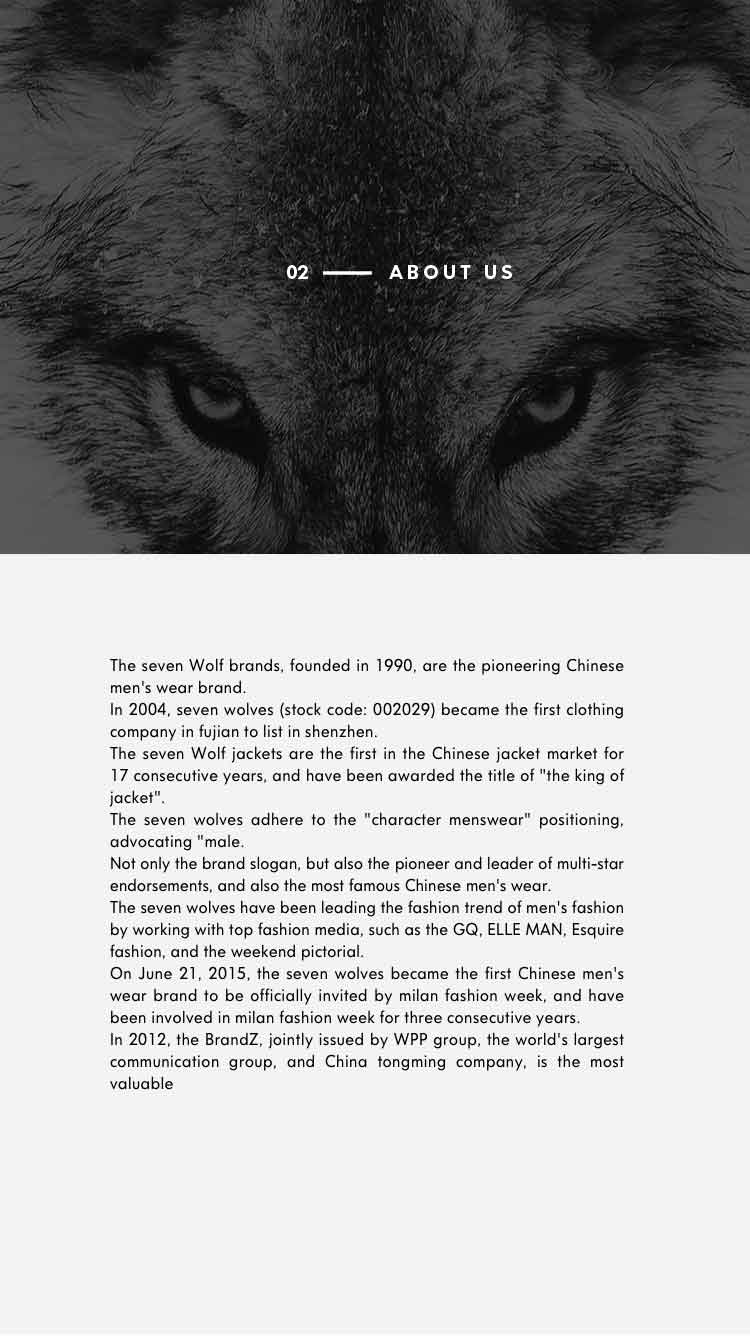 02 — ABOUT US
The seven Wolf brands, founded in 1990, are the pioneering Chinese
men's wear brand.
In 2004, seven wolves (stock code: 002029) became the first clothing
company in fujian to list in shenzhen.
The seven Wolf jackets are the first in the Chinese jacket market for
17 consecutive years, and have been awarded the title of "the king of
jacket".
The seven wolves adhere to the "character menswear" positioning,
advocating "male.
Not only the brand slogan, but also the pioneer and leader of multi-star
endorsements, and also the most famous Chinese men's wear.
The seven wolves have been leading the fashion trend of men's fashion
by working with top fashion media, such as the GQ, ELLE MAN, Esquire
fashion, and the weekend pictorial.
On June 21, 2015, the seven wolves became the first Chinese men's
wear brand to be officially invited by milan fashion week, and have
been involved in milan fashion week for three consecutive years.
In 2012, the BrandZ, jointly issued by WPP group, the world's largest
communication group, and China tongming company, is the most
valuable